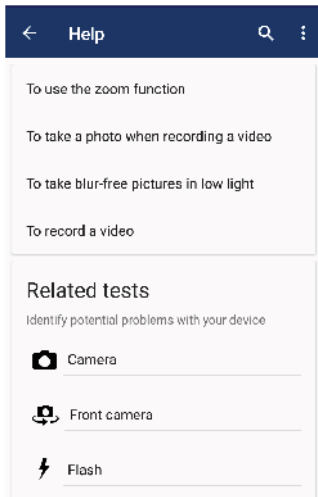 Help
To use the zoom function
To take a photo when recording a video
To take blur-free pictures in low light
To record a video
Related tests
Identify potential problems with your device
Camera
Front camera
Flash